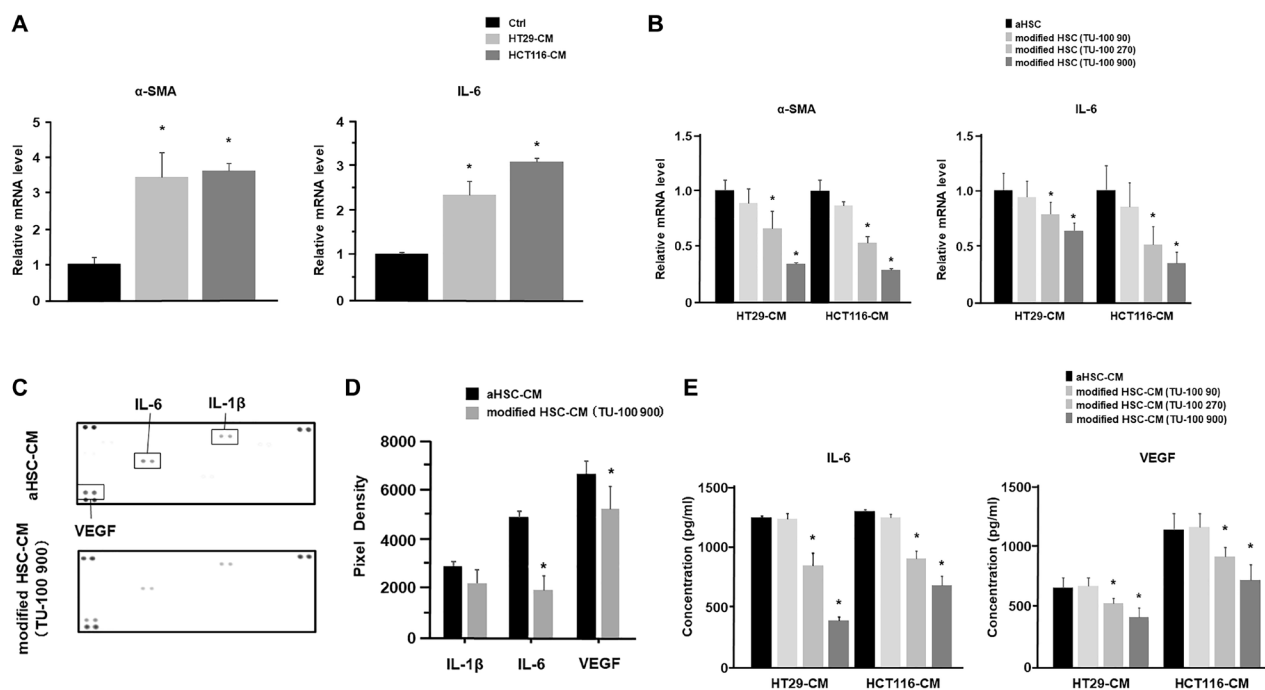 A
Ctrl
HT29-CM
HCT116-CM
α-SMA
Relative mRNA level
5
4
3
2
1
0
*
*
IL-6
Relative mRNA level
4
3
2
1
0
*
*
B
aHSC
modified HSC (TU-100 90)
modified HSC (TU-100 270)
modified HSC (TU-100 900)
α-SMA
Relative mRNA level
1.5
1.0
0.5
0
*
*
*
*
HT29-CM HCT116-CM
IL-6
Relative mRNA level
1.5
1.0
0.5
0
*
*
*
*
HT29-CM HCT116-CM
C
IL-6 IL-1β
aHSC-CM
VEGF
modified HSC-CM
(TU-100 900)
D
aHSC-CM
modified HSC-CM (TU-100 900)
Pixel Density
8000
6000
4000
2000
0
*
*
IL-1β IL-6 VEGF
E
aHSC-CM
modified HSC-CM (TU-100 90)
modified HSC-CM (TU-100 270)
modified HSC-CM (TU-100 900)
IL-6
Concentration (pg/ml)
1500
1000
500
0
*
*
*
*
HT29-CM HCT116-CM
VEGF
Concentration (pg/ml)
1500
1000
500
0
*
*
*
*
HT29-CM HCT116-CM